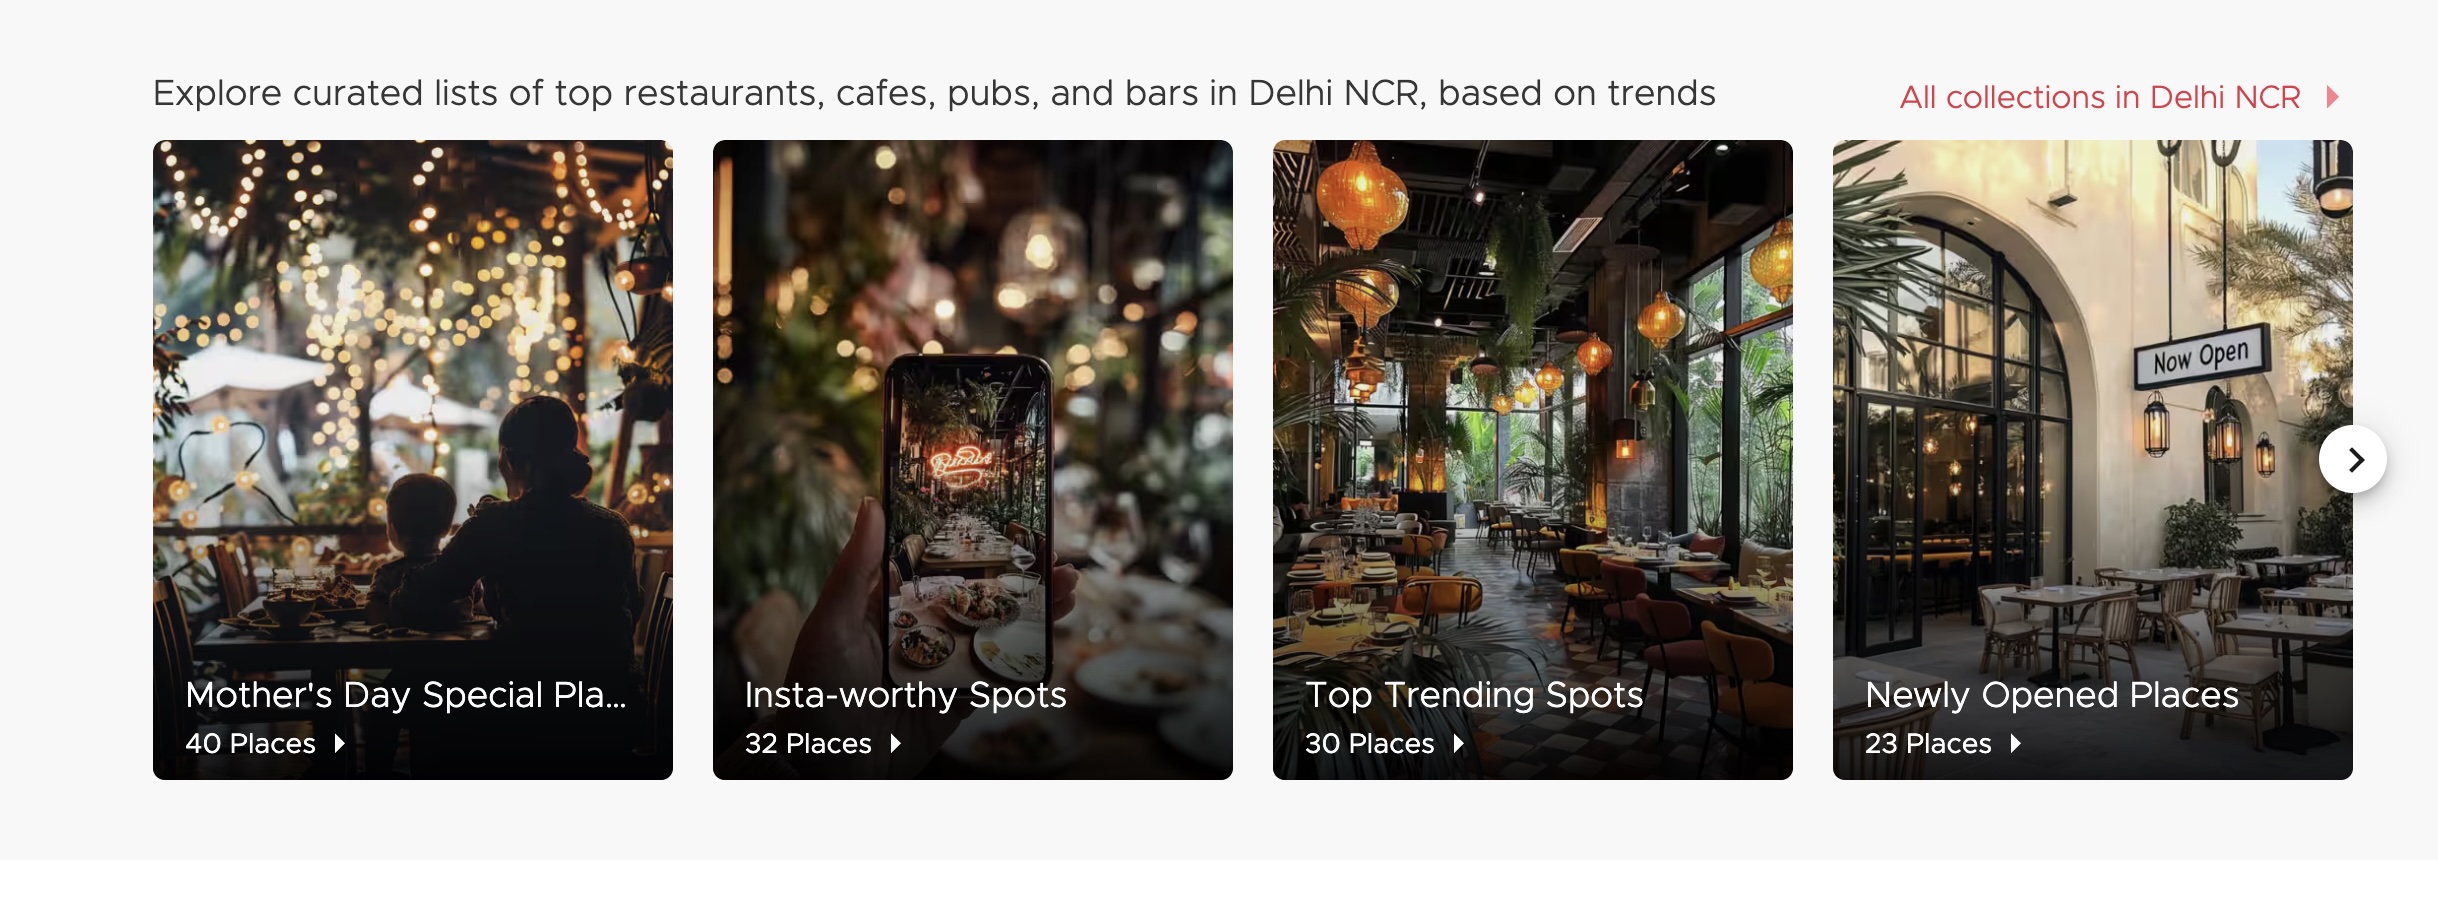 Explore curated lists of top restaurants, cafes, pubs, and bars in Delhi NCR, based on trends
All collections in Delhi NCR
Now Open
Mother's Day Special Pla...
40 Places
Insta-worthy Spots
32 Places
Top Trending Spots
30 Places
Newly Opened Places
23 Places